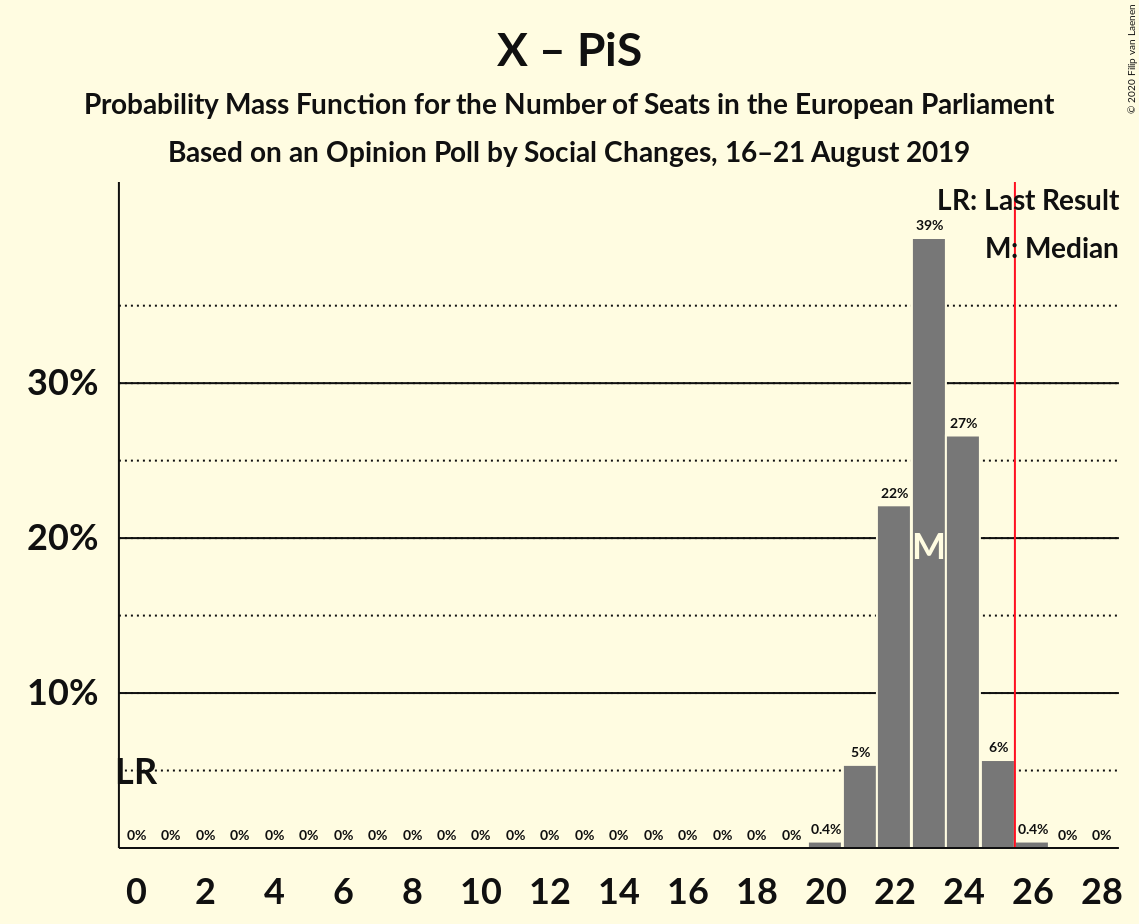 X – PiS
Probability Mass Function for the Number of Seats in the European Parliament
Based on an Opinion Poll by Social Changes, 16–21 August 2019
© 2020 Filip van Laenen
LR: Last Result
M: Median
39%
30%
27%
22%
20%
M
10%
LR
5%
6%
0% 0% 0% 0% 0% 0% 0% 0% 0% 0% 0% 0% 0% 0% 0% 0% 0% 0% 0% 0% 0.4% 0.4% 0% 0%
0 2 4 6 8 10 12 14 16 18 20 22 24 26 28